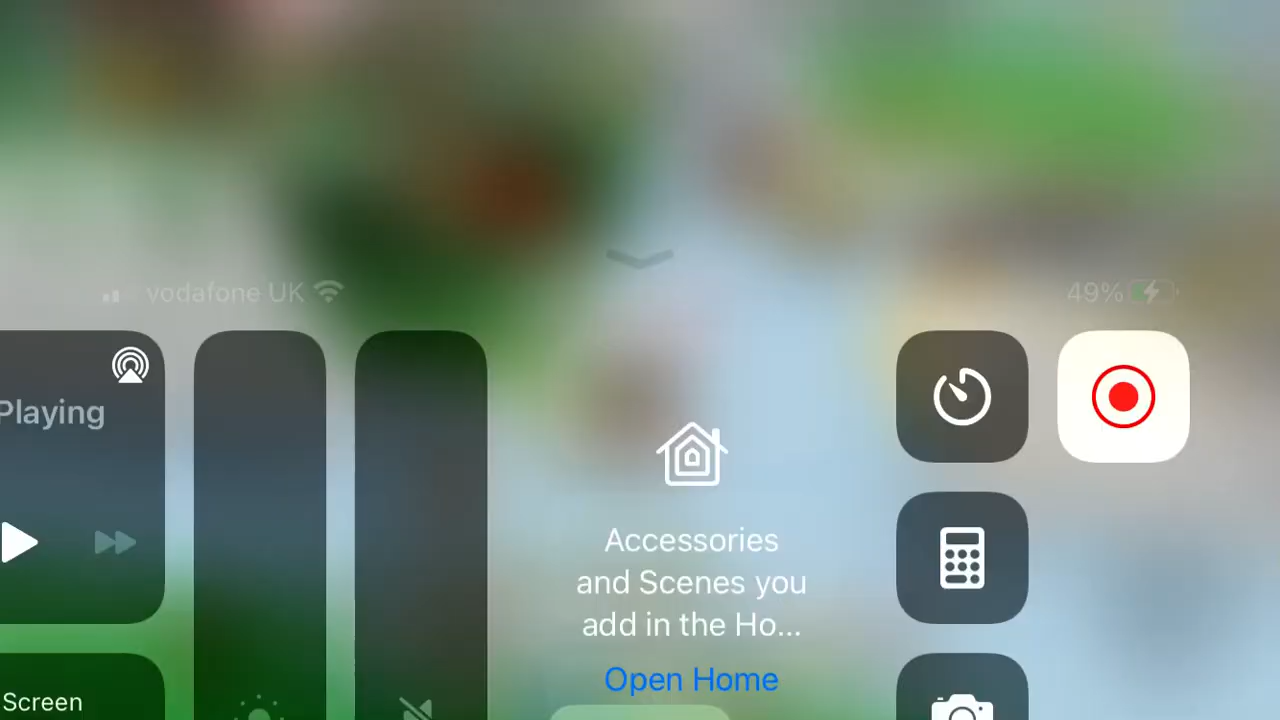 vodafone UK
49%
Playing
Accessories
and Scenes you
add in the Ho...
Open Home
Screen